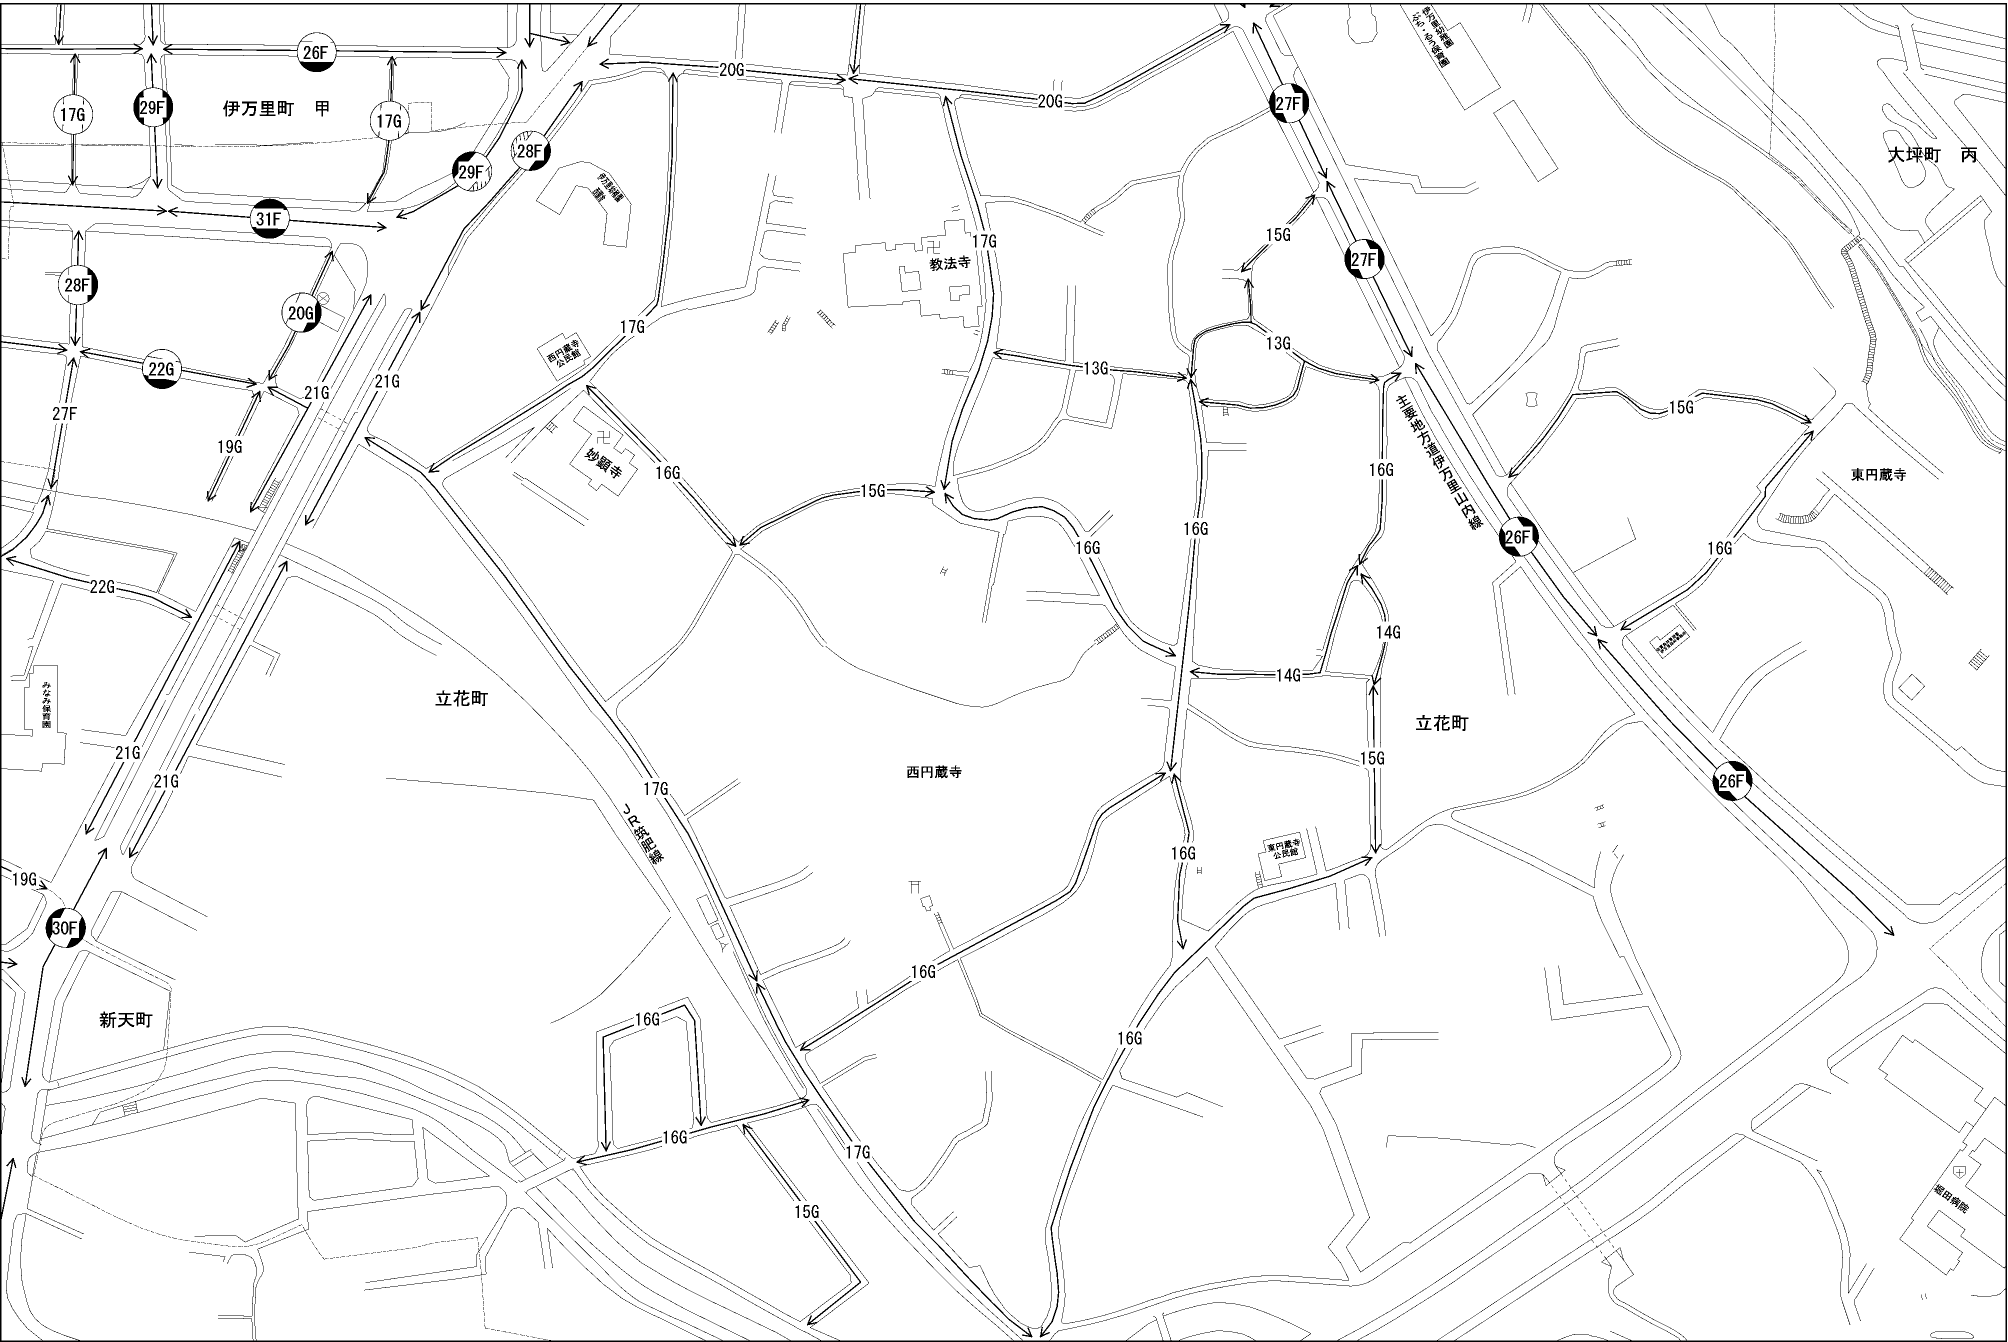 伊万里幼稚園
26F
20G
20G
17G
29F
伊万里町 甲
17G
27F
28F
29F
大坪町 丙
31F
15G
17G
27F
教法寺
28F
20G
17G
西円蔵寺
公民館
13G
22G
13G
21G
21G
27F
15G
主要地方道伊万里山内線
19G
妙顕寺
16G
16G
東円蔵寺
15G
16G
26F
16G
16G
22G
14G
14G
みなみ保育園
立花町
立花町
21G
15G
西円蔵寺
21G
17G
26F
JR筑肥線
東円蔵寺
公民館
16G
19G
30F
16G
新天町
16G
16G
16G
17G
15G
堀田病院